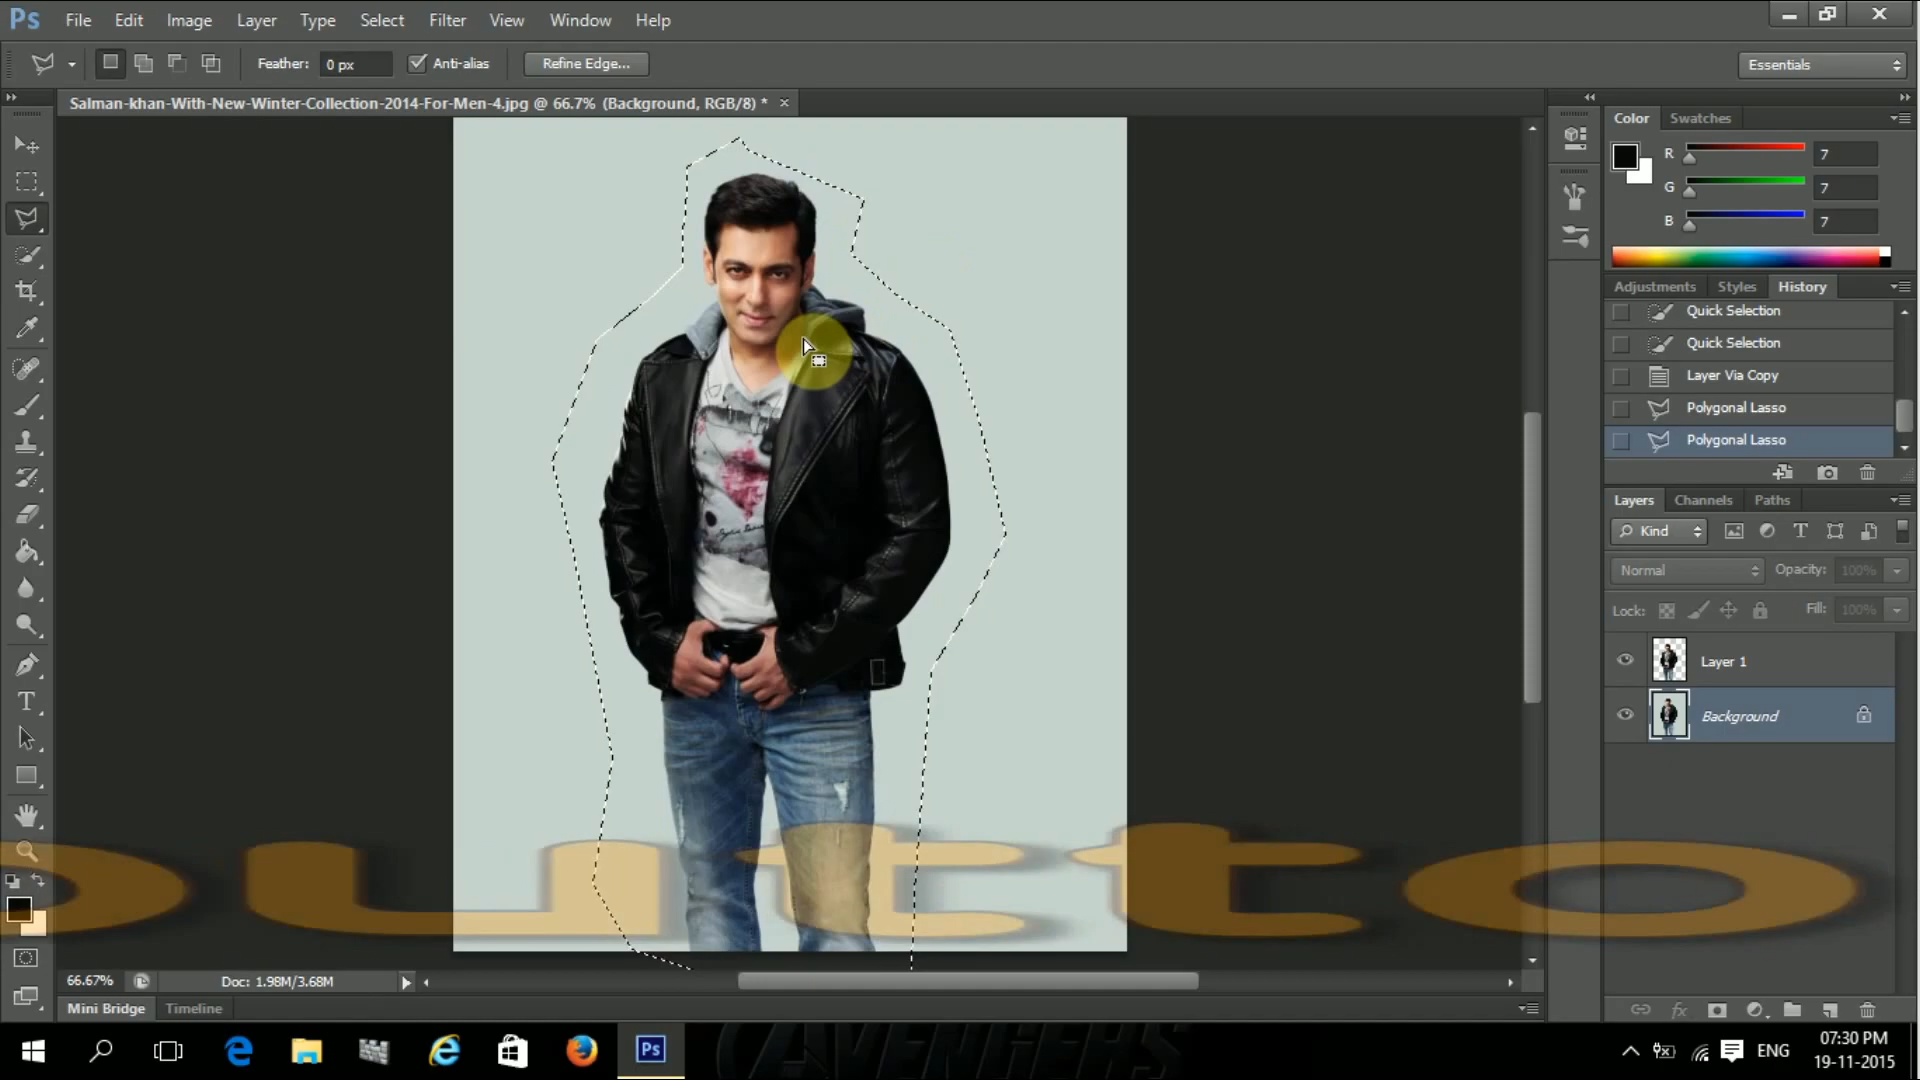 Ps File Edit Image Layer Type Select Filter View Window Help
Feather: 0 px Anti-alias Refine Edge... Essentials
Salman-khan-With-New-Winter-Collection-2014-For-Men-4.jpg @ 66.7% (Background, RGB/8) * ×
Color Swatches
R 7
G 7
B 7
Adjustments Styles History
Quick Selection
Quick Selection
Layer Via Copy
Polygonal Lasso
Polygonal Lasso
Layers Channels Paths
Kind
Normal Opacity: 100%
Lock: Fill: 100%
Layer 1
Background
outto
66.67% Doc: 1.98M/3.68M
Mini Bridge Timeline
AVENGERS
Ps ENG 07:30 PM
19-11-2015